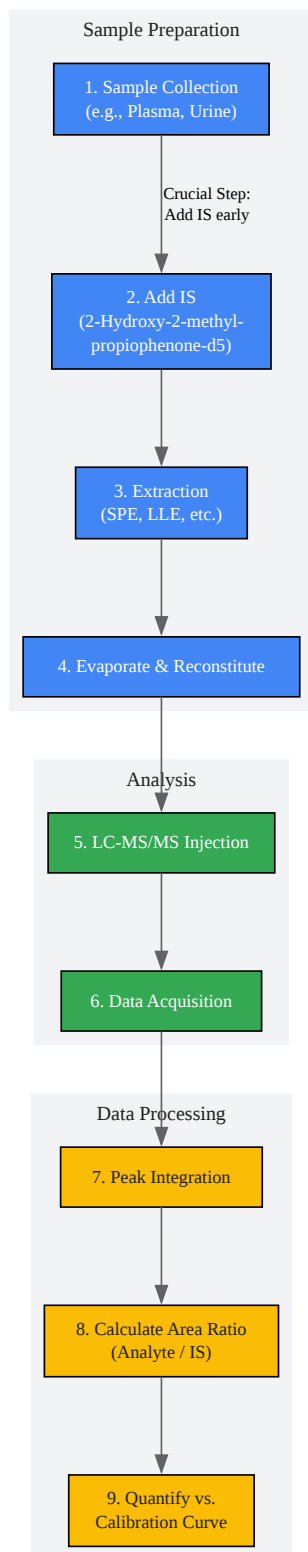 Sample Preparation
1. Sample Collection
(e.g., Plasma, Urine)
Crucial Step:
Add IS early
2. Add IS
(2-Hydroxy-2-methyl-
propiophenone-d5)
3. Extraction
(SPE, LLE, etc.)
4. Evaporate & Reconstitute
Analysis
5. LC-MS/MS Injection
6. Data Acquisition
Data Processing
7. Peak Integration
8. Calculate Area Ratio
(Analyte / IS)
9. Quantify vs.
Calibration Curve